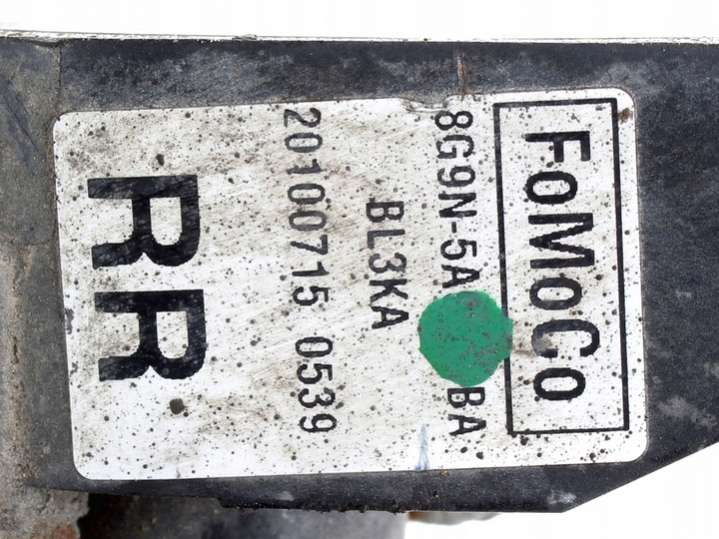 FoMoCo
8G9N-5A BA
BL3KA
20100715 0539
RR